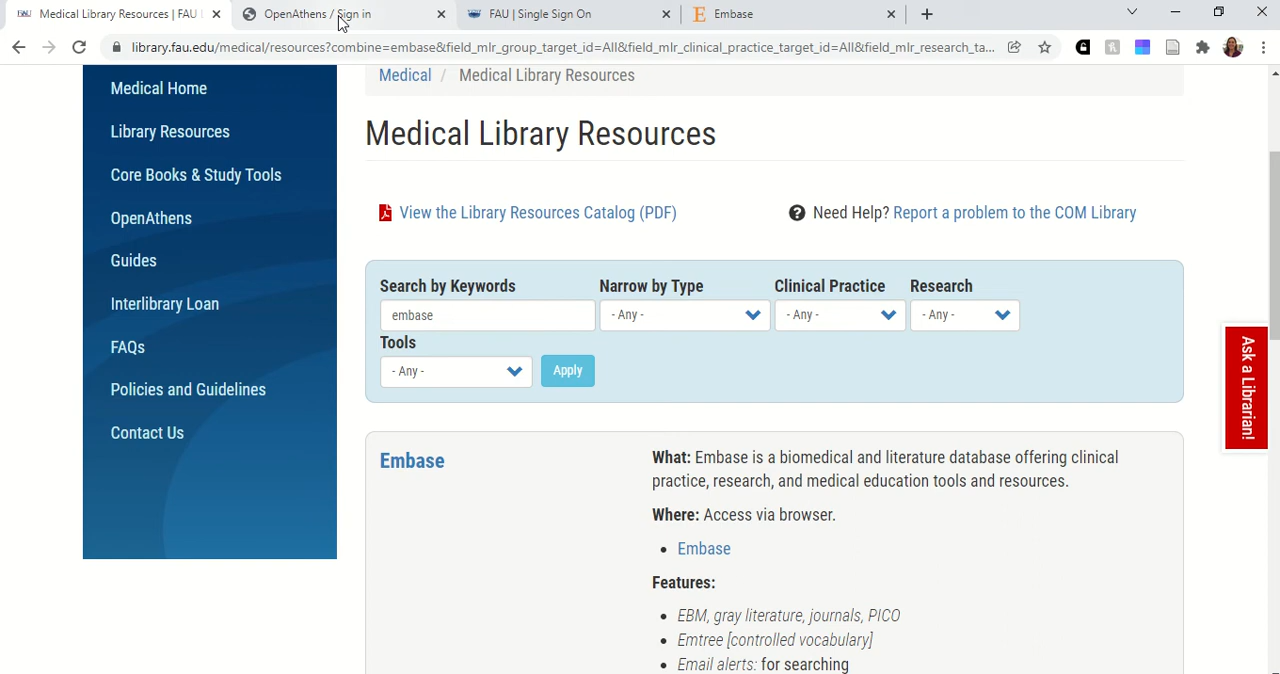 Medical Library Resources | FAU
OpenAthens / Sign in
FAU | Single Sign On
Embase
library.fau.edu/medical/resources?combine=embase&field_mlr_group_target_id=All&field_mlr_clinical_practice_target_id=All&field_mlr_research_ta...
Medical / Medical Library Resources
Medical Home
Library Resources
Core Books & Study Tools
OpenAthens
Guides
Interlibrary Loan
FAQs
Policies and Guidelines
Contact Us
Medical Library Resources
View the Library Resources Catalog (PDF)
Need Help? Report a problem to the COM Library
Search by Keywords
embase
Narrow by Type
- Any -
Clinical Practice
- Any -
Research
- Any -
Tools
- Any -
Apply
Embase
What: Embase is a biomedical and literature database offering clinical
practice, research, and medical education tools and resources.
Where: Access via browser.
Embase
Features:
EBM, gray literature, journals, PICO
Emtree [controlled vocabulary]
Email alerts: for searching
Ask a Librarian!